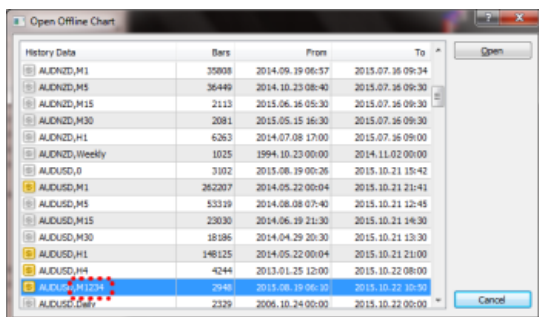 Open Offline Chart
History Data Bars From To Open
AUDNZD,M1 35808 2014.09.19 06:57 2015.07.16 09:34
AUDNZD,M5 36449 2014.10.23 08:40 2015.07.16 09:30
AUDNZD,M15 2113 2015.06.16 05:30 2015.07.16 09:30
AUDNZD,M30 2081 2015.05.15 16:30 2015.07.16 09:30
AUDNZD,H1 6263 2014.07.08 17:00 2015.07.16 09:00
AUDNZD,Weekly 1025 1994.10.23 00:00 2014.11.02 00:00
AUDUSD,0 3102 2015.08.19 00:26 2015.10.21 15:42
AUDUSD,M1 262207 2014.05.22 00:04 2015.10.21 21:41
AUDUSD,M5 53319 2014.08.08 07:40 2015.10.21 12:45
AUDUSD,M15 23030 2014.06.19 21:30 2015.10.21 14:30
AUDUSD,M30 18186 2014.04.29 20:30 2015.10.21 13:30
AUDUSD,H1 148125 2014.05.22 00:04 2015.10.21 21:00
AUDUSD,H4 4244 2013.01.25 12:00 2015.10.22 08:00
AUDUSD,M1234 2948 2015.08.19 06:10 2015.10.22 10:50
AUDUSD,Daily 2329 2006.10.24 00:00 2015.10.22 00:00 Cancel